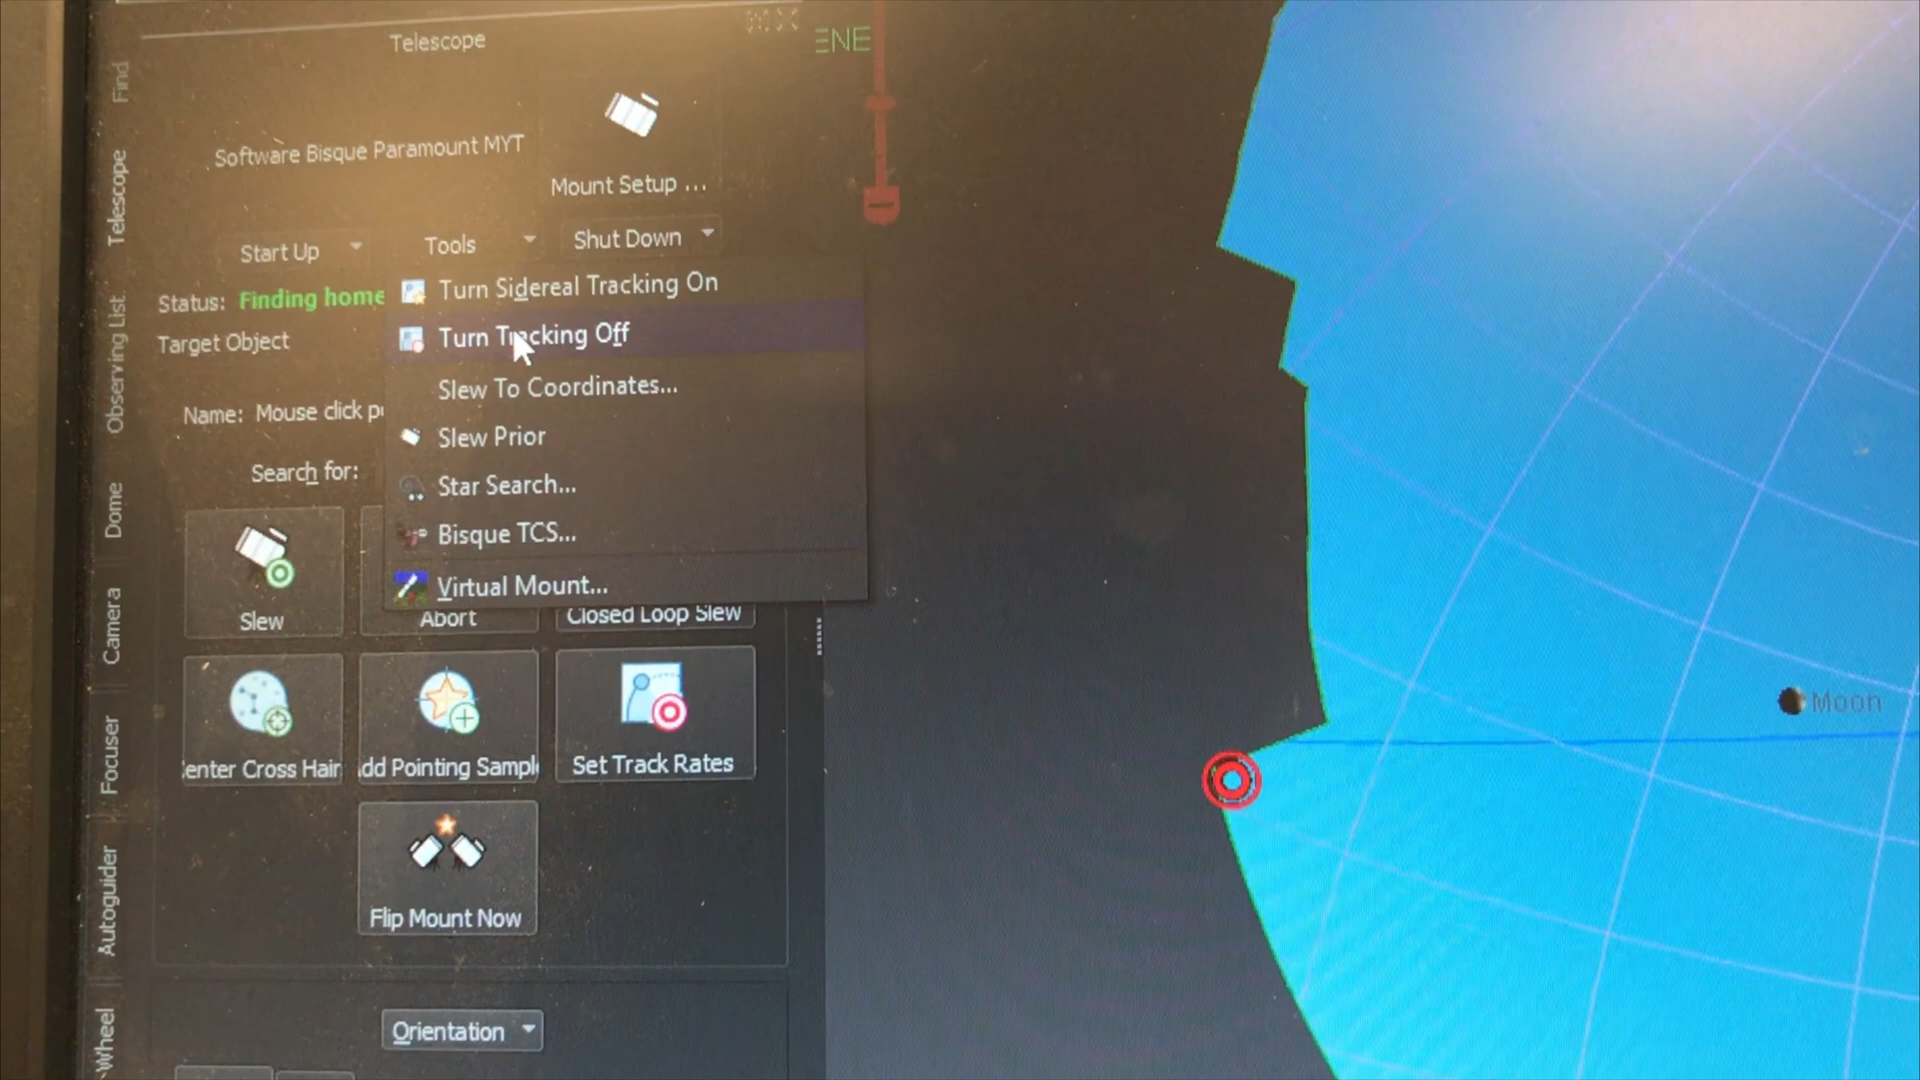 Telescope
ENE
Software Bisque Paramount MYT
Mount Setup ...
Start Up
Tools
Shut Down
Status: Finding home
Turn Sidereal Tracking On
Target Object
Turn Tracking Off
Slew To Coordinates...
Name: Mouse click
Slew Prior
Search for:
Star Search...
Bisque TCS...
Virtual Mount...
Slew
Abort
Closed Loop Slew
enter Cross Hair
dd Pointing Sampl
Set Track Rates
Flip Mount Now
Orientation
Moon
Find
Telescope
Observing List
Dome
Camera
Focuser
Autoguider
Wheel